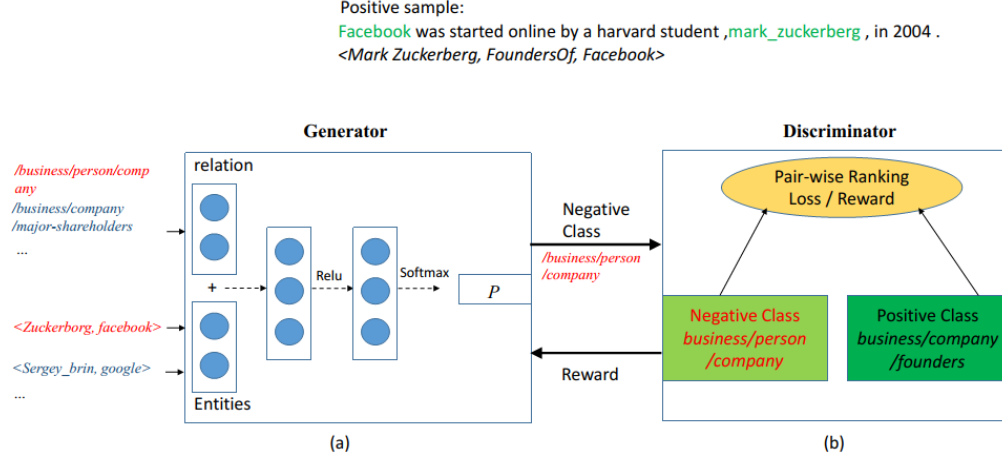 Positive sample:
Facebook was started online by a harvard student ,mark_zuckerberg , in 2004 .
<Mark Zuckerberg, FoundersOf, Facebook>
Generator
Discriminator
/business/person/comp
any
/business/company
/major-shareholders
...
<Zuckerborg, facebook>
<Sergey_brin, google>
...
relation
+
Entities
Relu
Softmax
P
Negative
Class
/business/person
/company
Reward
Pair-wise Ranking
Loss / Reward
Negative Class
business/person
/company
Positive Class
business/company
/founders
(a)
(b)